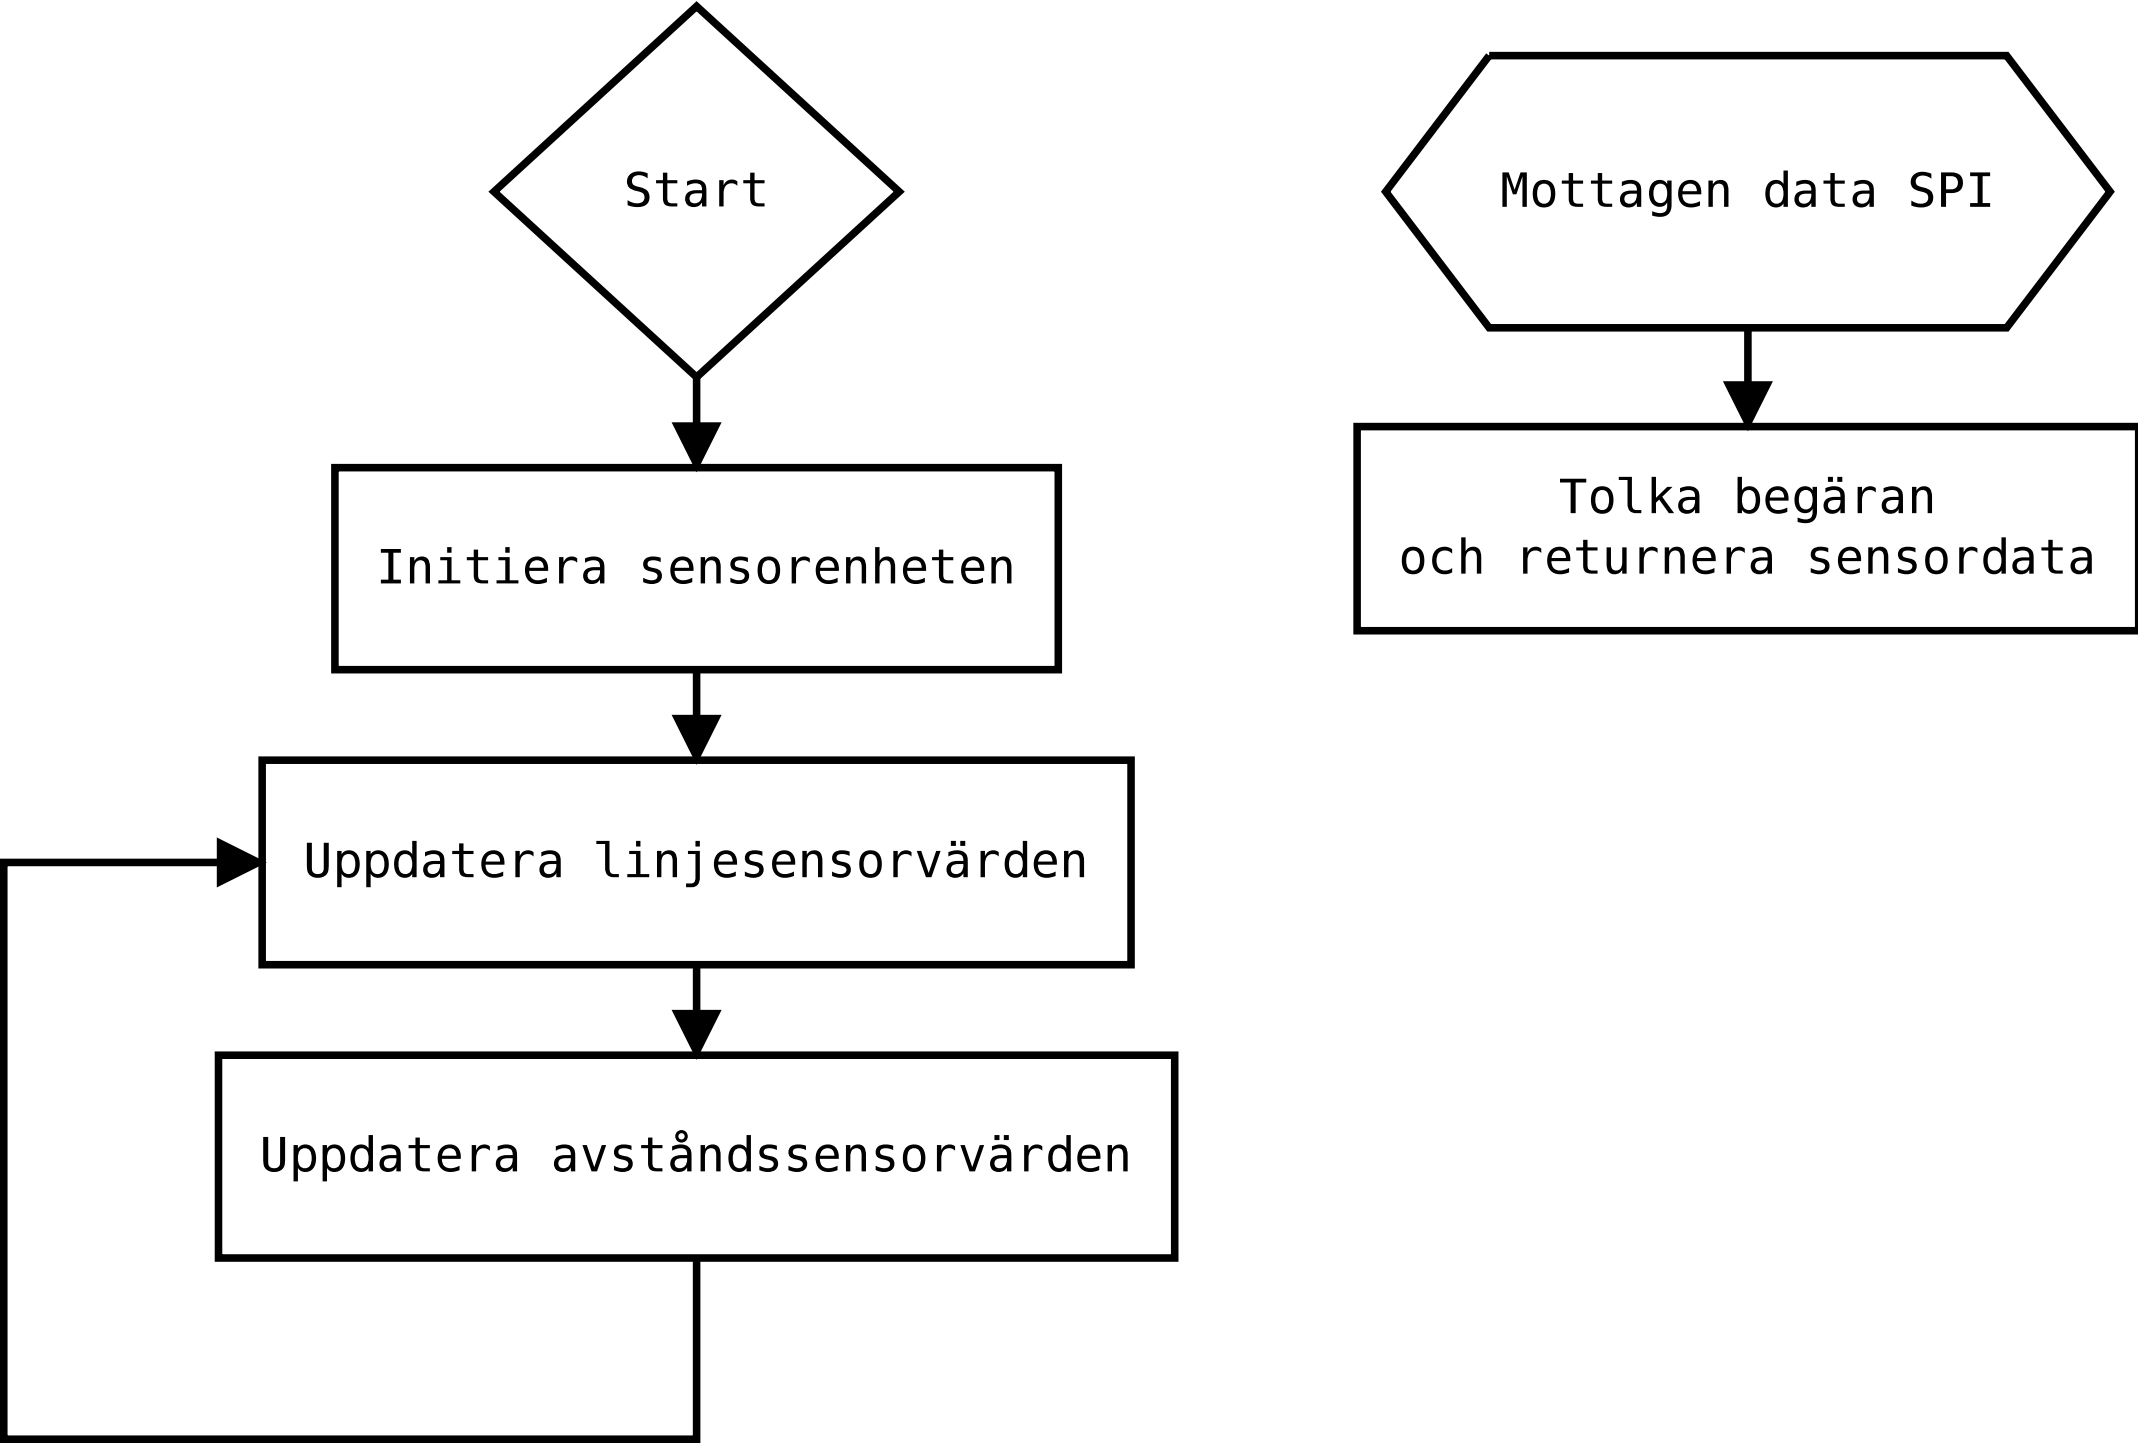 Start
Initiera sensorenheten
Uppdatera linjesensorvärden
Uppdatera avståndssensorvärden
Mottagen data SPI
Tolka begäran
och returnera sensordata